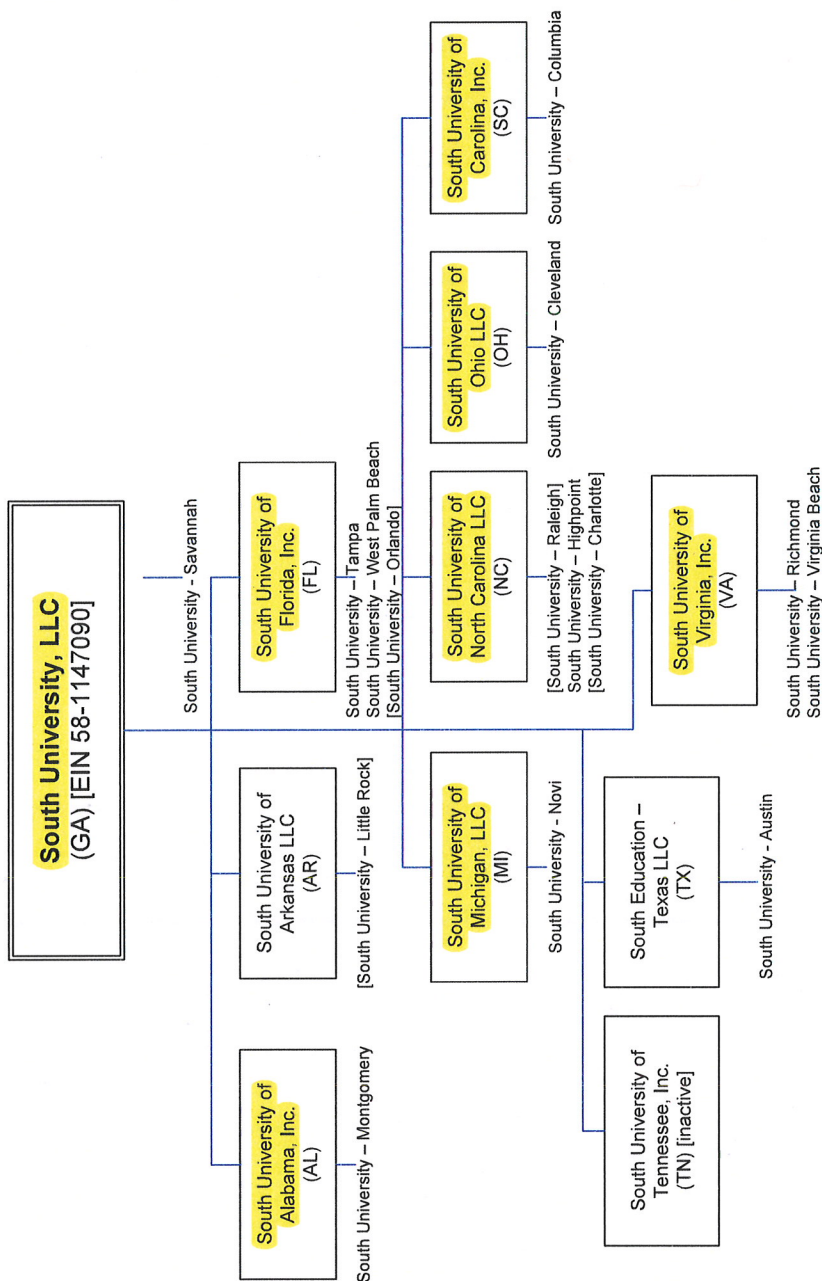 South University, LLC
(GA) [EIN 58-1147090]
South University - Savannah
South University of
Alabama, Inc.
(AL)
South University – Montgomery
South University of
Arkansas LLC
(AR)
[South University – Little Rock]
South University of
Florida, Inc.
(FL)
South University – Tampa
South University – West Palm Beach
[South University – Orlando]
South University of
Michigan, LLC
(MI)
South University - Novi
South University of
North Carolina LLC
(NC)
[South University – Raleigh]
South University – Highpoint
[South University – Charlotte]
South University of
Ohio LLC
(OH)
South University – Cleveland
South University of
Carolina, Inc.
(SC)
South University – Columbia
South University of
Tennessee, Inc.
(TN) [inactive]
South Education –
Texas LLC
(TX)
South University - Austin
South University of
Virginia, Inc.
(VA)
South University – Richmond
South University – Virginia Beach